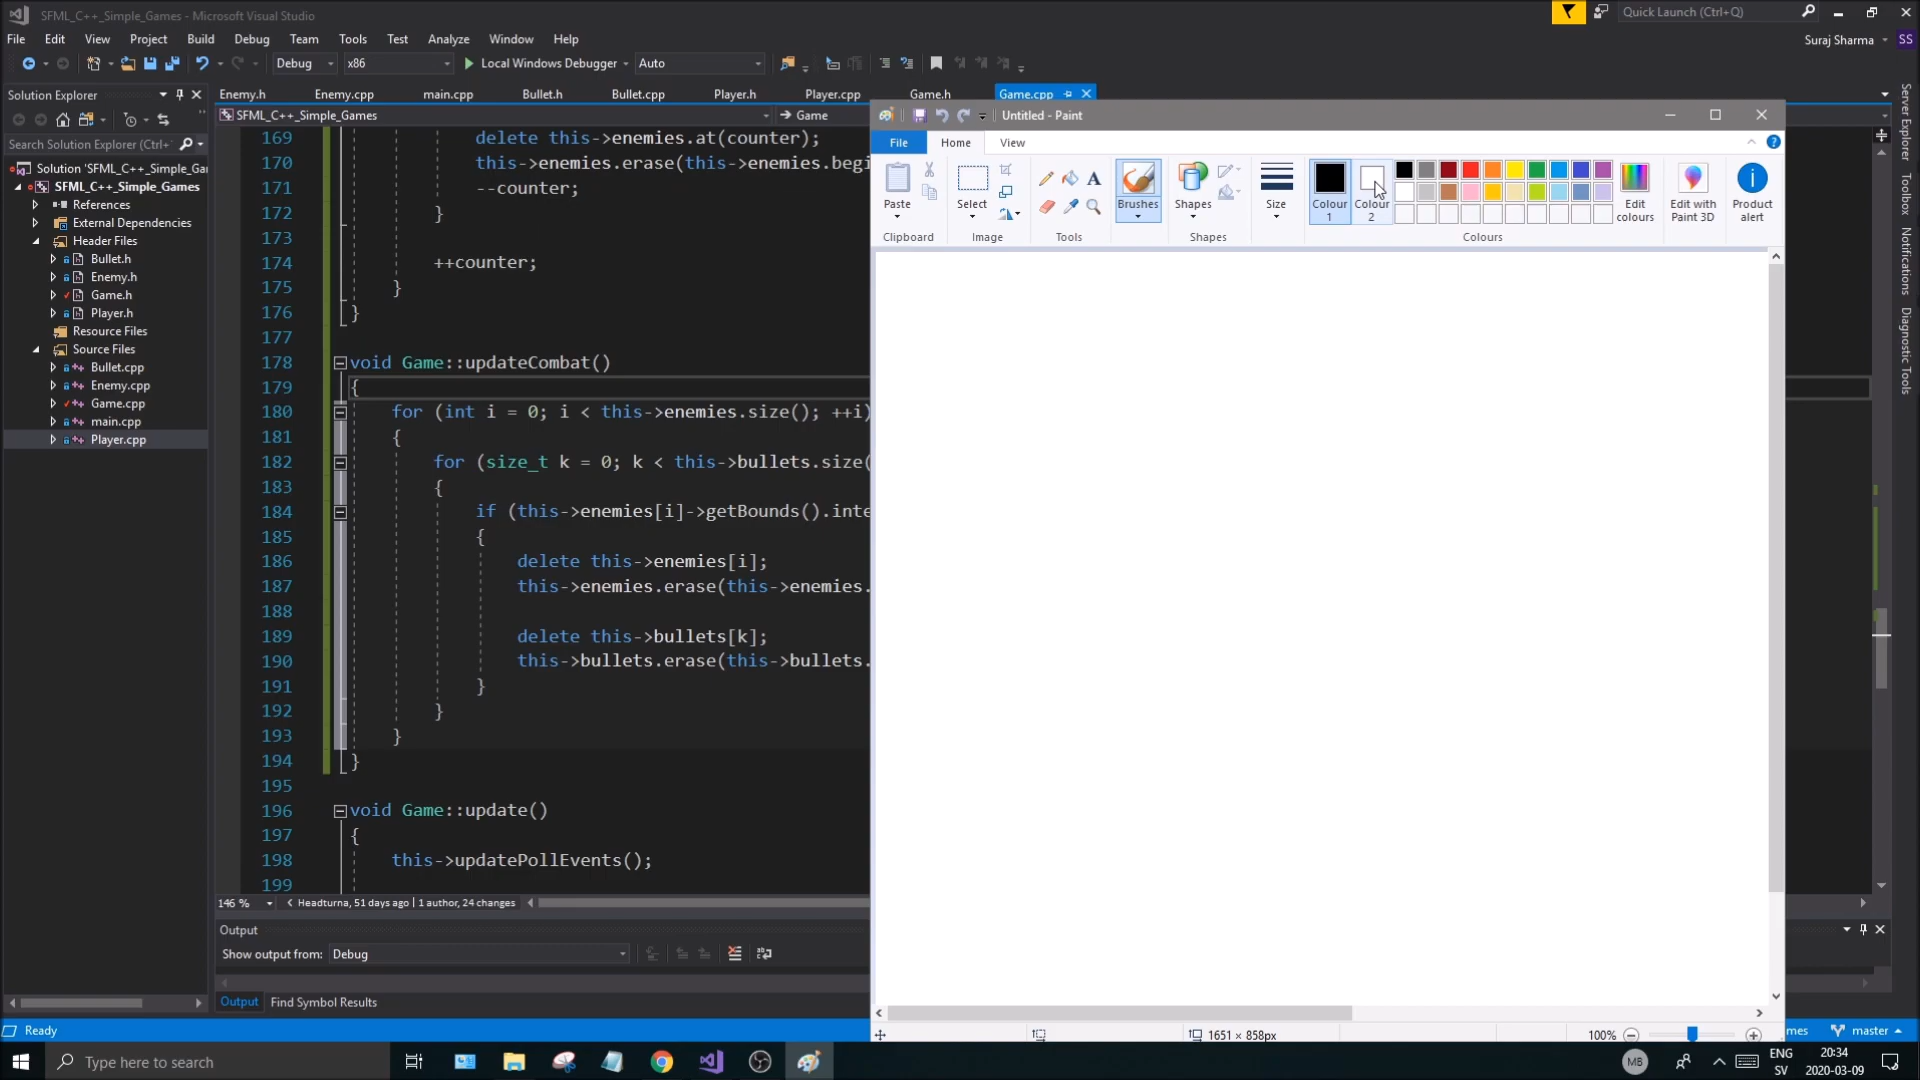 SFML_C++_Simple_Games - Microsoft Visual Studio
Quick Launch (Ctrl+Q)
File Edit View Project Build Debug Team Tools Test Analyze Window Help
Suraj Sharma SS
Debug x86 Local Windows Debugger Auto
Solution Explorer
Enemy.h Enemy.cpp main.cpp Bullet.h Bullet.cpp Player.h Player.cpp Game.h Game.cpp
SFML_C++_Simple_Games Game
Search Solution Explorer (Ctrl+
Solution 'SFML_C++_Simple_Ga
SFML_C++_Simple_Games
References
External Dependencies
Header Files
Bullet.h
Enemy.h
Game.h
Player.h
Resource Files
Source Files
Bullet.cpp
Enemy.cpp
Game.cpp
main.cpp
Player.cpp
169 delete this->enemies.at(counter);
170 this->enemies.erase(this->enemies.begi
171 --counter;
172 }
173
174 ++counter;
175 }
176 }
177
178 void Game::updateCombat()
179 {
180 for (int i = 0; i < this->enemies.size(); ++i)
181 {
182 for (size_t k = 0; k < this->bullets.size(
183 {
184 if (this->enemies[i]->getBounds().inte
185 {
186 delete this->enemies[i];
187 this->enemies.erase(this->enemies.
188
189 delete this->bullets[k];
190 this->bullets.erase(this->bullets.
191 }
192 }
193 }
194 }
195
196 void Game::update()
197 {
198 this->updatePollEvents();
199
146 % Headturna, 51 days ago | 1 author, 24 changes
Output
Show output from: Debug
Output Find Symbol Results
Ready
Untitled - Paint
File Home View
Paste Select Brushes Shapes Size Colour 1 Colour 2 Edit colours Edit with Paint 3D Product alert
Clipboard Image Tools Shapes Colours
1651 × 858px 100%
Server Explorer
Toolbox
Notifications
Diagnostic Tools
mes master
Type here to search
MB
ENG
SV
20:34
2020-03-09